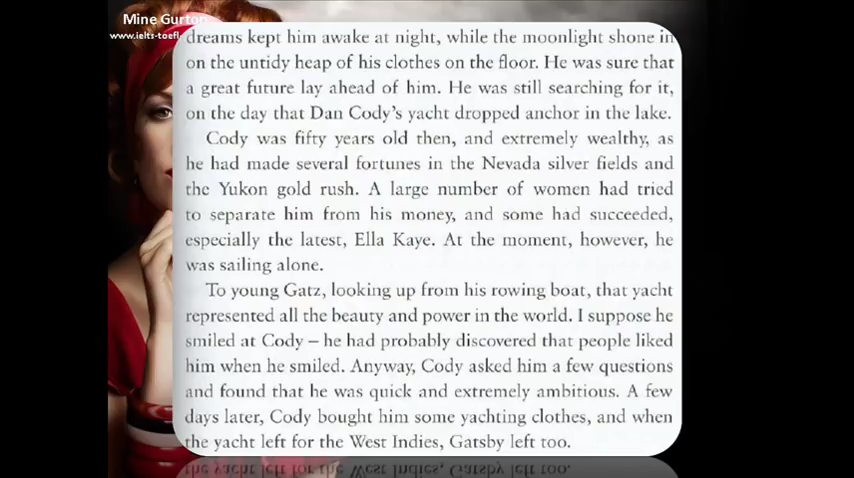 Mine Gurton
www.ielts-toefl
dreams kept him awake at night, while the moonlight shone in
on the untidy heap of his clothes on the floor. He was sure that
a great future lay ahead of him. He was still searching for it,
on the day that Dan Cody's yacht dropped anchor in the lake.
Cody was fifty years old then, and extremely wealthy, as
he had made several fortunes in the Nevada silver fields and
the Yukon gold rush. A large number of women had tried
to separate him from his money, and some had succeeded,
especially the latest, Ella Kaye. At the moment, however, he
was sailing alone.
To young Gatz, looking up from his rowing boat, that yacht
represented all the beauty and power in the world. I suppose he
smiled at Cody – he had probably discovered that people liked
him when he smiled. Anyway, Cody asked him a few questions
and found that he was quick and extremely ambitious. A few
days later, Cody bought him some yachting clothes, and when
the yacht left for the West Indies, Gatsby left too.